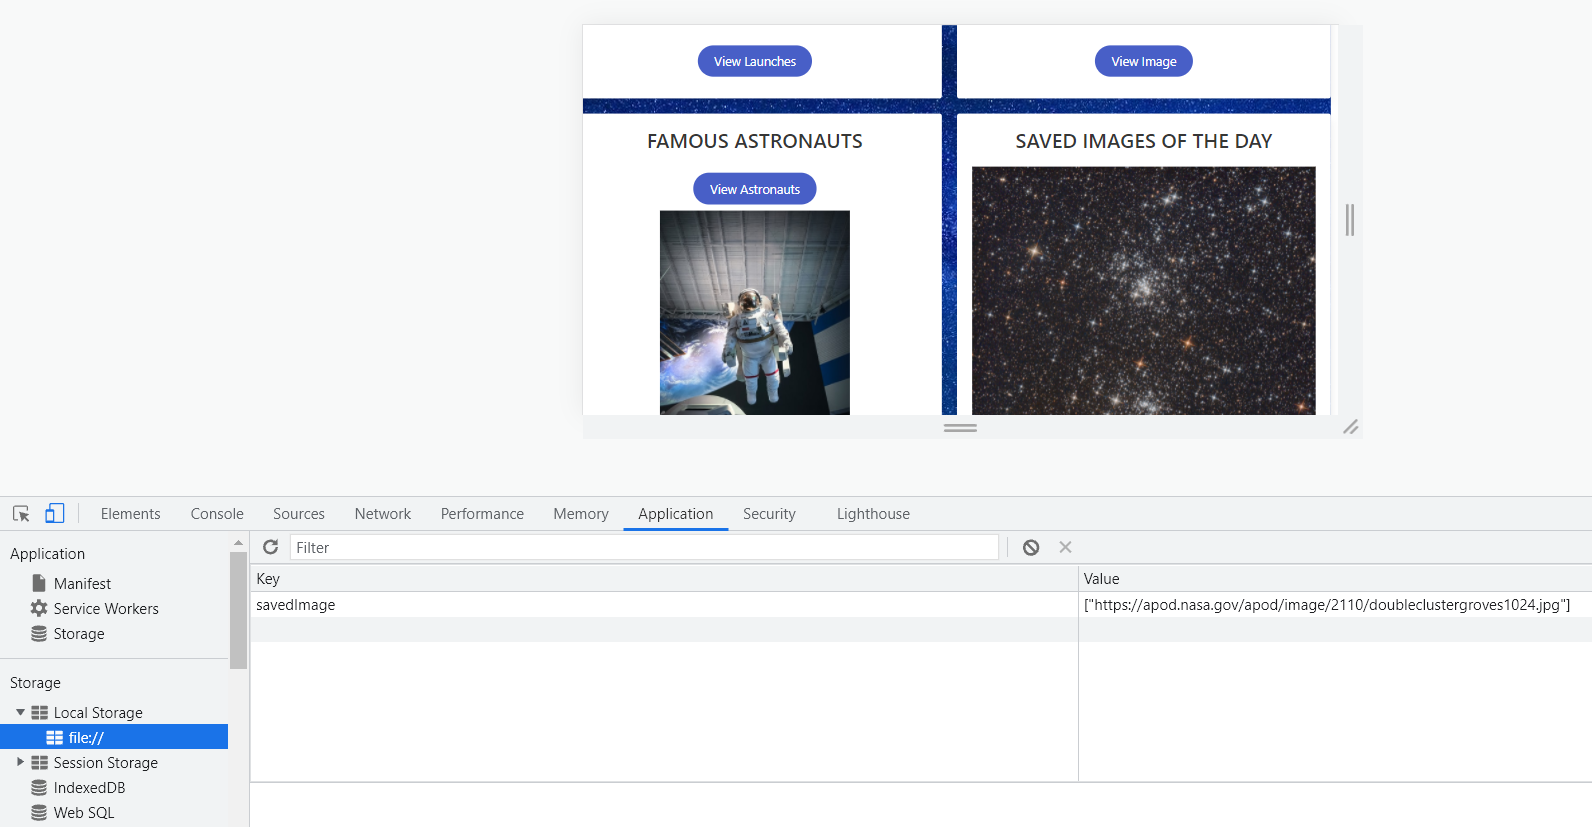 View Launches
View Image
FAMOUS ASTRONAUTS
SAVED IMAGES OF THE DAY
View Astronauts
Elements Console Sources Network Performance Memory Application Security Lighthouse
Application
Manifest
Service Workers
Storage
Storage
Local Storage
file://
Session Storage
IndexedDB
Web SQL
Filter
Key Value
savedImage ["https://apod.nasa.gov/apod/image/2110/doubleclustergroves1024.jpg"]